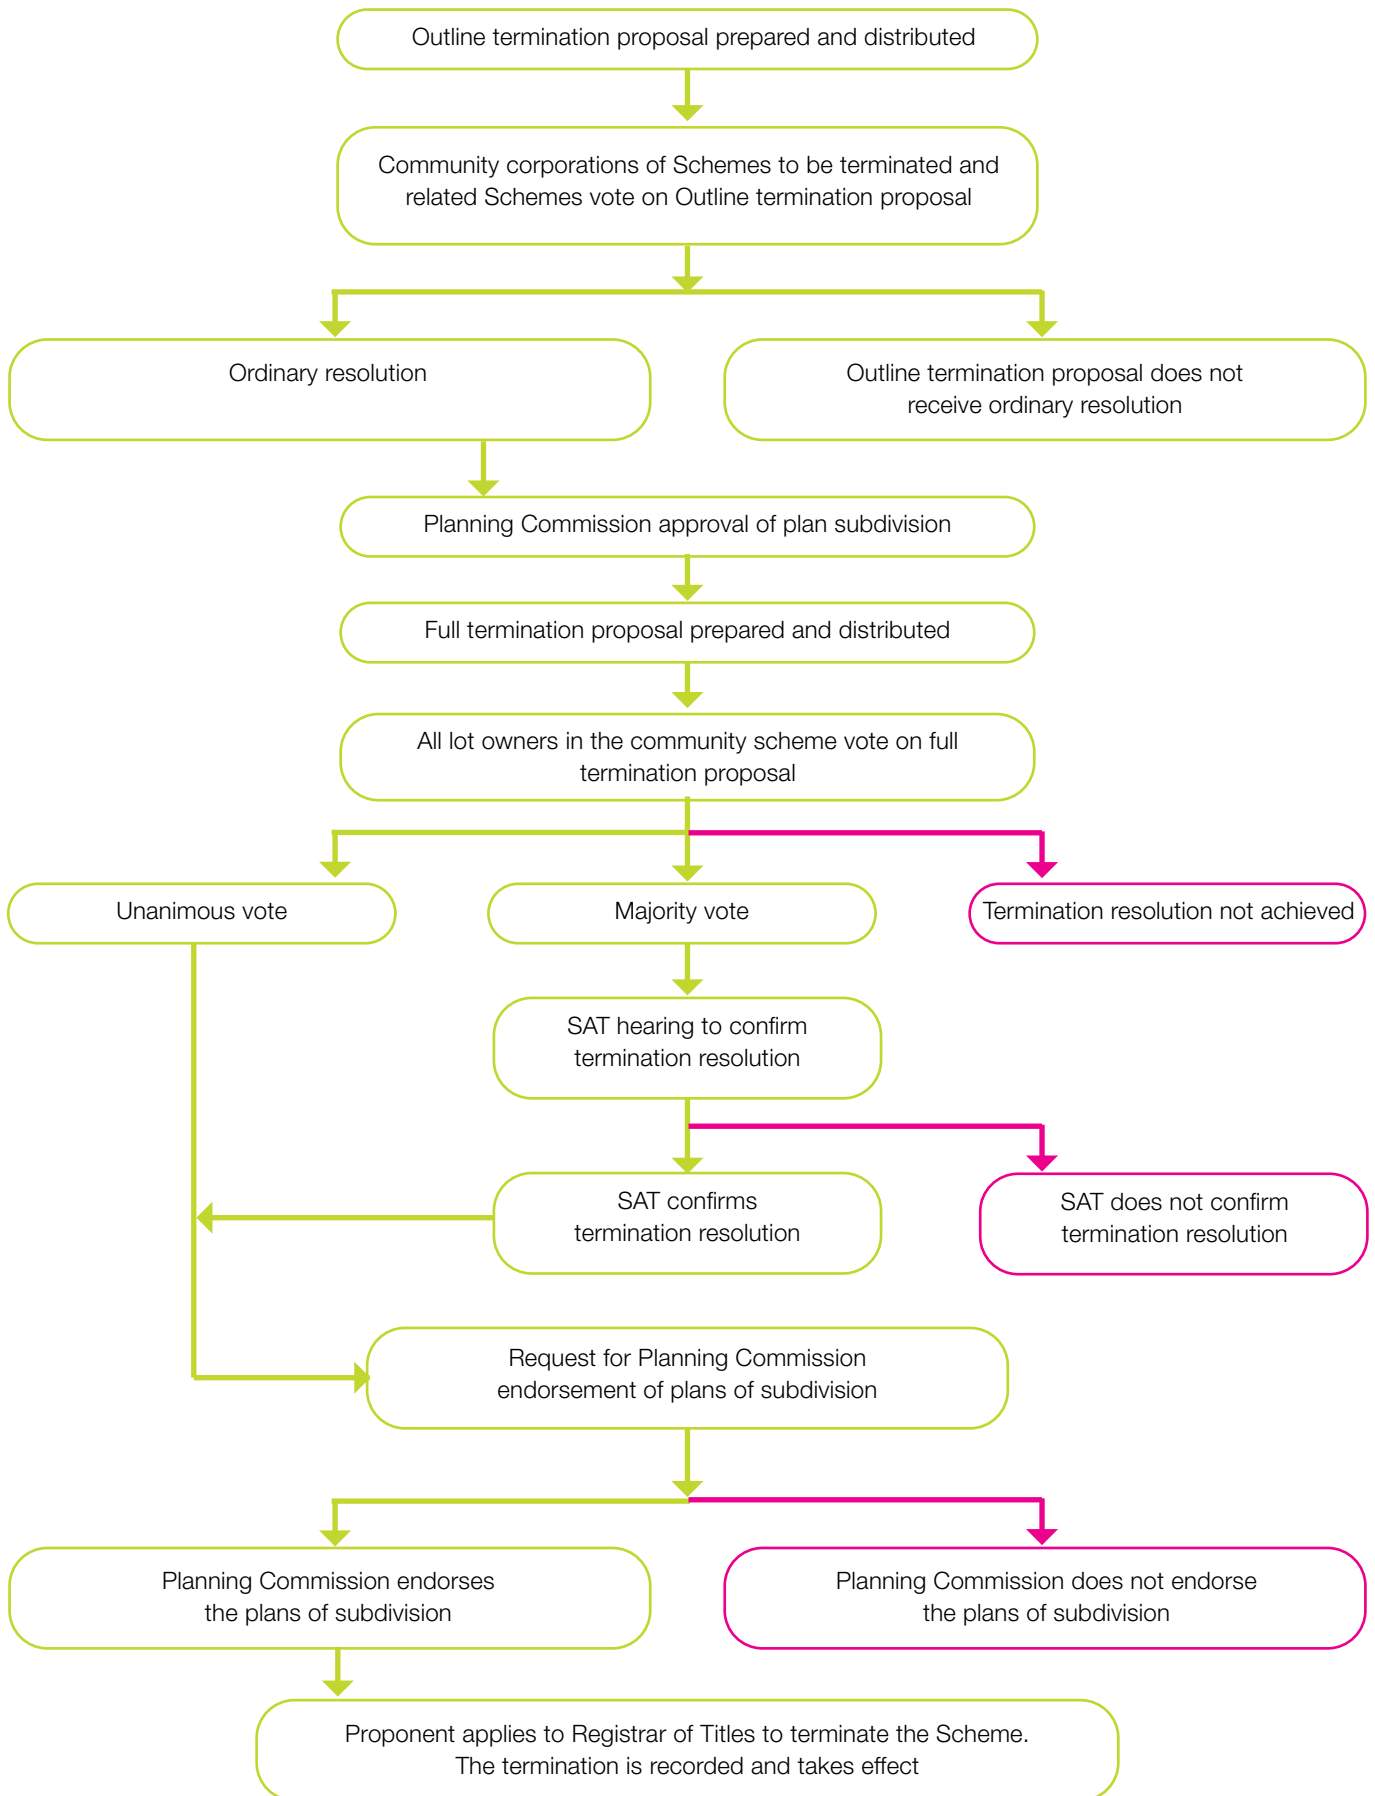 Outline termination proposal prepared and distributed
Community corporations of Schemes to be terminated and
related Schemes vote on Outline termination proposal
Ordinary resolution
Outline termination proposal does not
receive ordinary resolution
Planning Commission approval of plan subdivision
Full termination proposal prepared and distributed
All lot owners in the community scheme vote on full
termination proposal
Unanimous vote
Majority vote
Termination resolution not achieved
SAT hearing to confirm
termination resolution
SAT confirms
termination resolution
SAT does not confirm
termination resolution
Request for Planning Commission
endorsement of plans of subdivision
Planning Commission endorses
the plans of subdivision
Planning Commission does not endorse
the plans of subdivision
Proponent applies to Registrar of Titles to terminate the Scheme.
The termination is recorded and takes effect